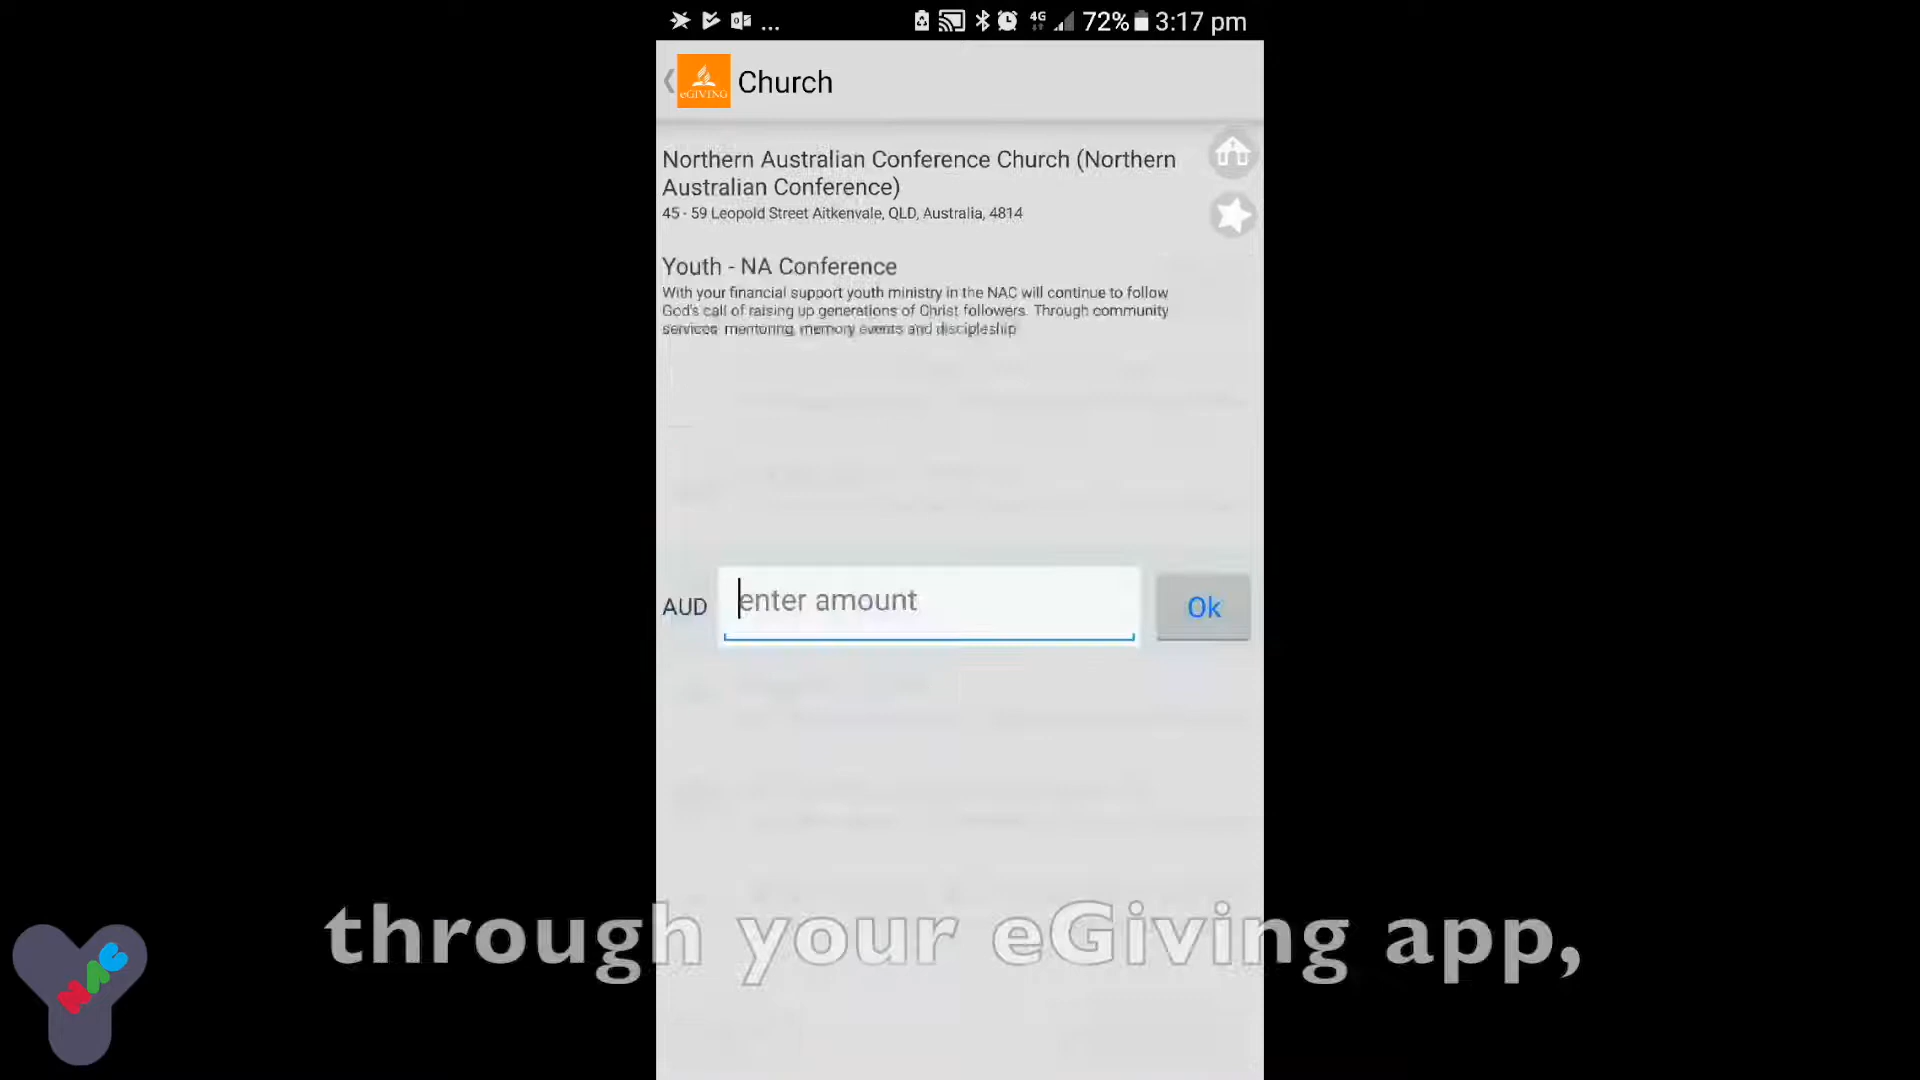 4G 72% 3:17 pm
eGIVING Church
Northern Australian Conference Church (Northern
Australian Conference)
45 - 59 Leopold Street Aitkenvale, QLD, Australia, 4814
Youth - NA Conference
With your financial support youth ministry in the NAC will continue to follow
God's call of raising up generations of Christ followers. Through community
services mentoring, memory events and discipleship
AUD enter amount Ok
through your eGiving app,
NAC